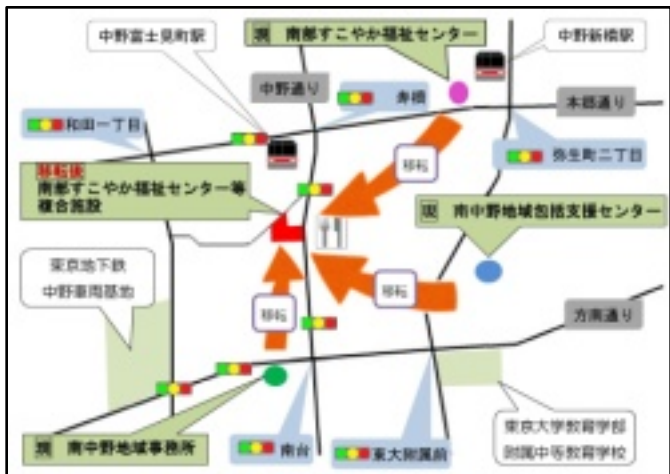 中野富士見町駅
現 南部すこやか福祉センター
中野新橋駅
中野通り
寿橋
本郷通り
和田一丁目
弥生町二丁目
移転
移転後
南部すこやか福祉センター等
複合施設
現 南中野地域包括支援センター
東京地下鉄
中野車両基地
移転
移転
方南通り
現 南中野地域事務所
南台
東大附属前
東京大学教育学部
附属中等教育学校